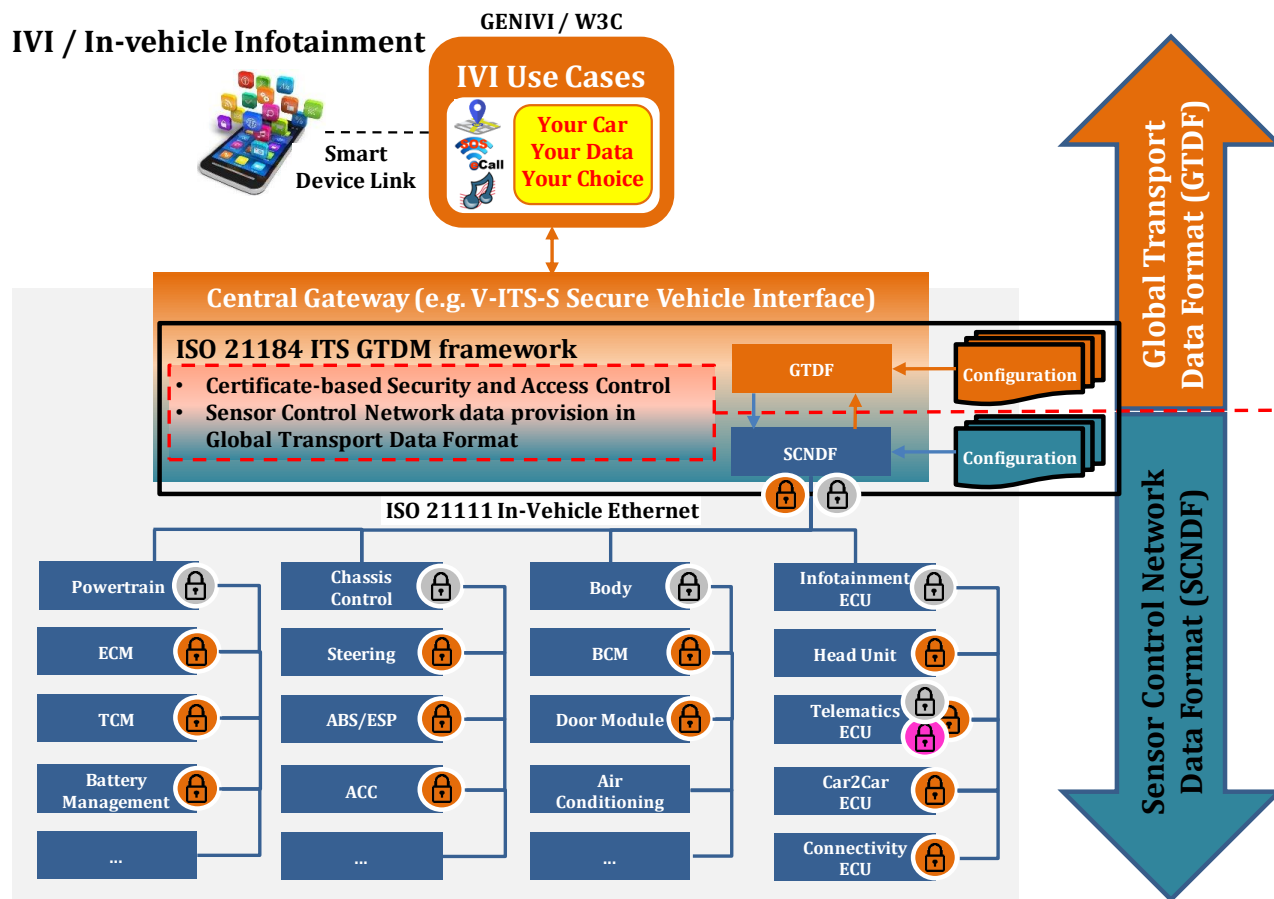 GENIVI / W3C
IVI / In-vehicle Infotainment
IVI Use Cases
Your Car
Your Data
Your Choice
SOS
eCall
Smart
Device Link
Central Gateway (e.g. V-ITS-S Secure Vehicle Interface)
ISO 21184 ITS GTDM framework
• Certificate-based Security and Access Control
• Sensor Control Network data provision in
Global Transport Data Format
GTDF
SCNDF
Configuration
Configuration
Global Transport
Data Format (GTDF)
Sensor Control Network
Data Format (SCNDF)
ISO 21111 In-Vehicle Ethernet
Powertrain
ECM
TCM
Battery
Management
...
Chassis
Control
Steering
ABS/ESP
ACC
...
Body
BCM
Door Module
Air
Conditioning
...
Infotainment
ECU
Head Unit
Telematics
ECU
Car2Car
ECU
Connectivity
ECU